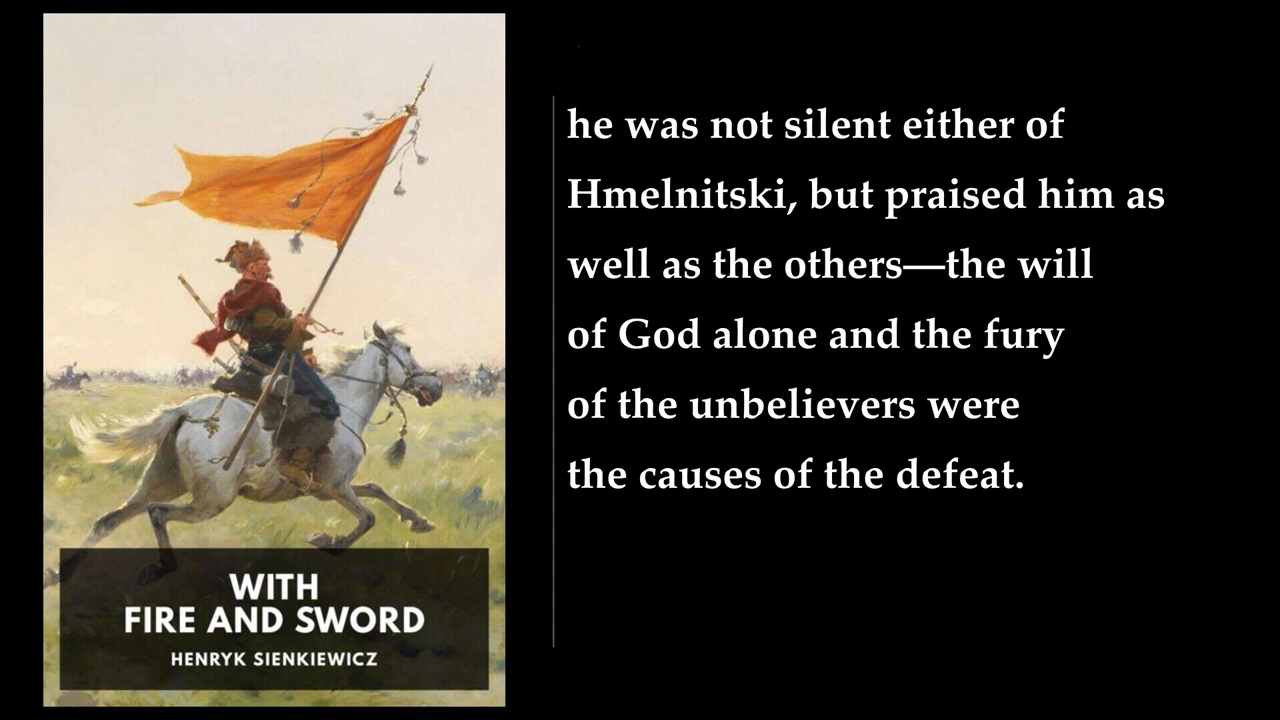 he was not silent either of
Hmelnitski, but praised him as
well as the others—the will
of God alone and the fury
of the unbelievers were
the causes of the defeat.
WITH
FIRE AND SWORD
HENRYK SIENKIEWICZ